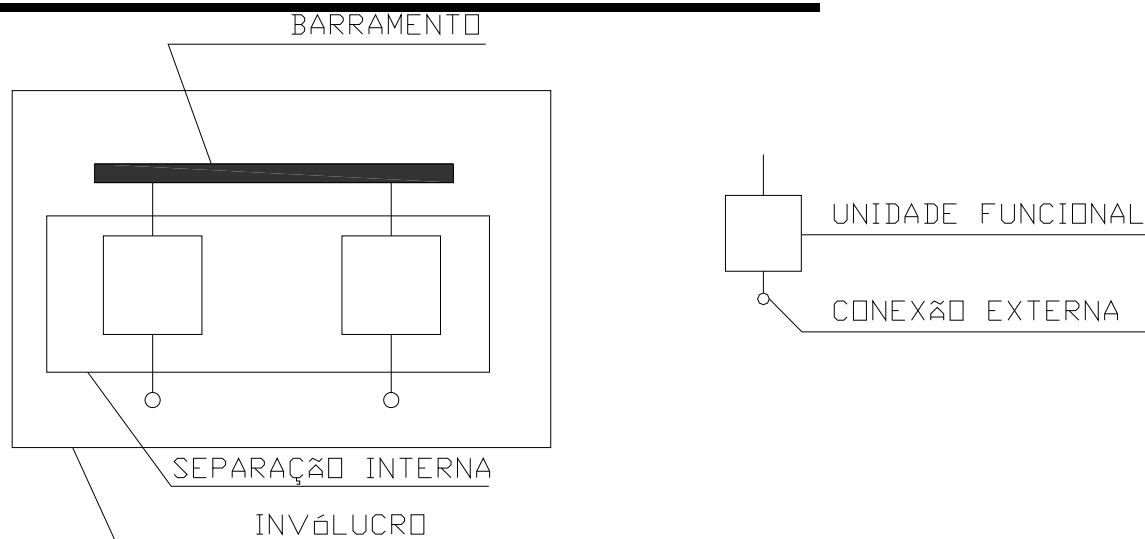 BARRAMENTO
UNIDADE FUNCIONAL
CONEXÃO EXTERNA
SEPARAÇÃO INTERNA
INVóLUCRO